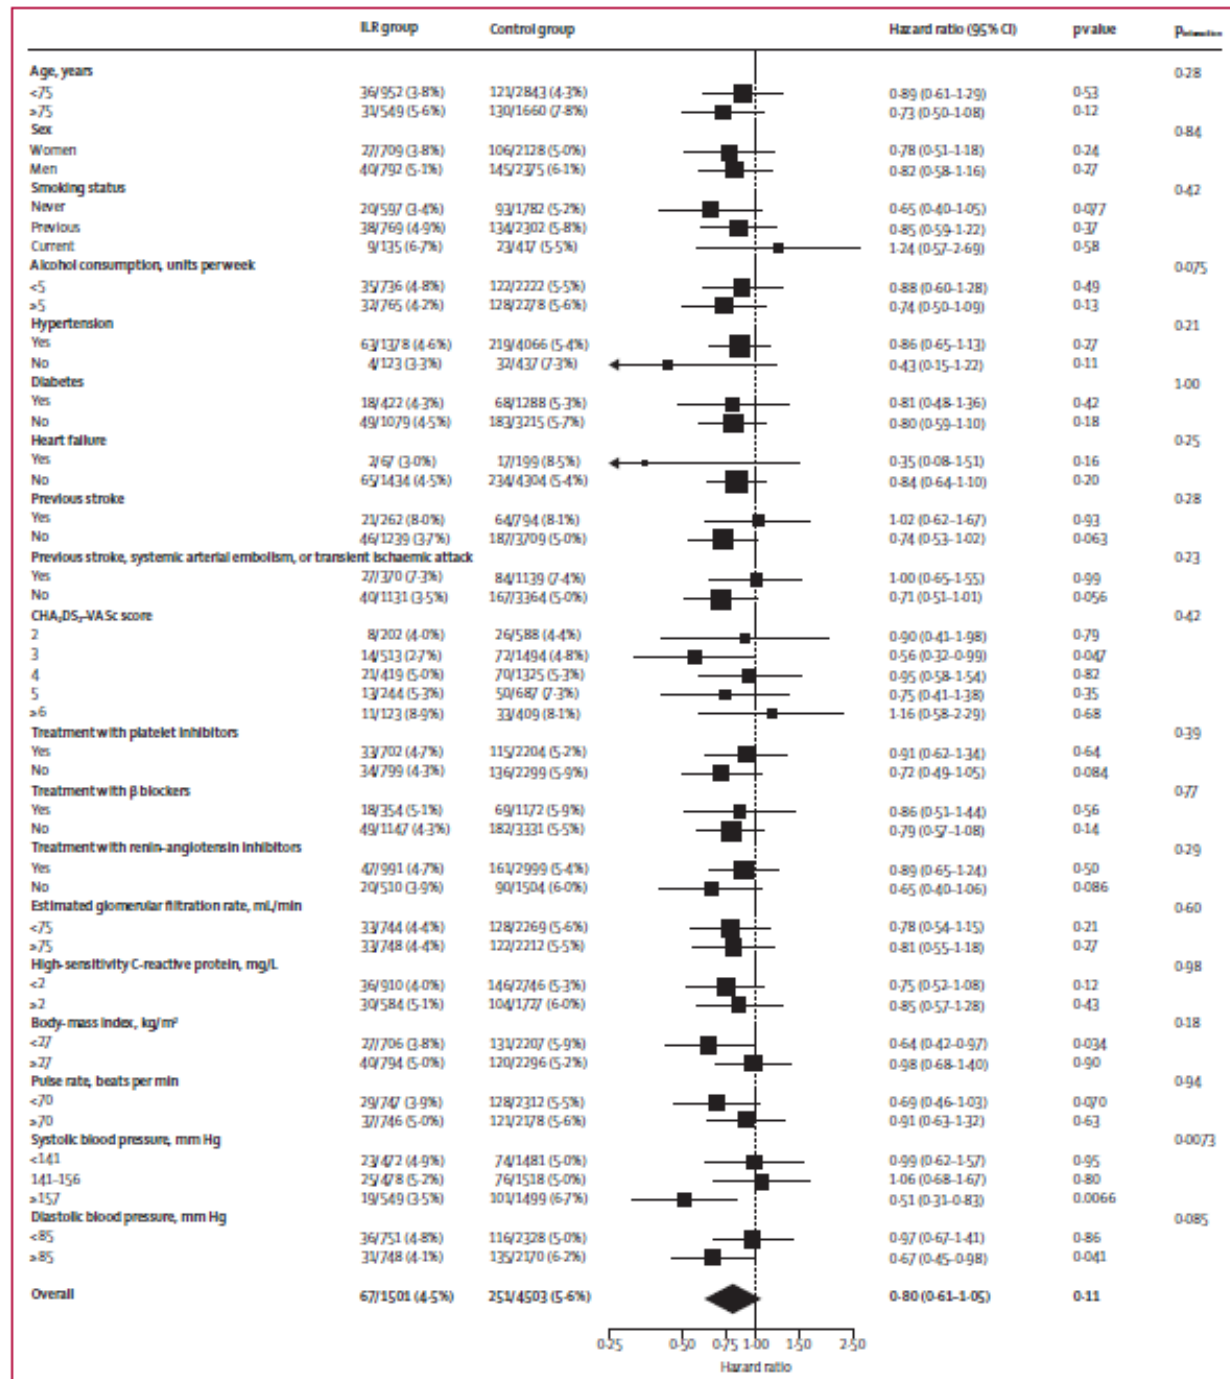 ILR group Control group Hazard ratio (95% CI) p value p interaction
Age, years 0·28
<75 36/952 (3·8%) 121/2843 (4·3%) 0·89 (0·61–1·29) 0·53
≥75 31/549 (5·6%) 130/1660 (7·8%) 0·73 (0·50–1·08) 0·12
Sex 0·84
Women 27/709 (3·8%) 106/2128 (5·0%) 0·78 (0·51–1·18) 0·24
Men 40/792 (5·1%) 145/2375 (6·1%) 0·82 (0·58–1·16) 0·27
Smoking status 0·42
Never 20/597 (3·4%) 93/1782 (5·2%) 0·65 (0·40–1·05) 0·077
Previous 38/769 (4·9%) 134/2302 (5·8%) 0·85 (0·59–1·22) 0·37
Current 9/135 (6·7%) 23/417 (5·5%) 1·24 (0·57–2·69) 0·58
Alcohol consumption, units per week 0·075
<5 35/736 (4·8%) 122/2222 (5·5%) 0·88 (0·60–1·28) 0·49
≥5 32/765 (4·2%) 128/2278 (5·6%) 0·74 (0·50–1·09) 0·13
Hypertension 0·21
Yes 63/1378 (4·6%) 219/4066 (5·4%) 0·86 (0·65–1·13) 0·27
No 4/123 (3·3%) 32/437 (7·3%) 0·43 (0·15–1·22) 0·11
Diabetes 1·00
Yes 18/422 (4·3%) 68/1288 (5·3%) 0·81 (0·48–1·36) 0·42
No 49/1079 (4·5%) 183/3215 (5·7%) 0·80 (0·59–1·10) 0·18
Heart failure 0·25
Yes 2/67 (3·0%) 17/199 (8·5%) 0·35 (0·08–1·51) 0·16
No 65/1434 (4·5%) 234/4304 (5·4%) 0·84 (0·64–1·10) 0·20
Previous stroke 0·28
Yes 21/262 (8·0%) 64/794 (8·1%) 1·02 (0·62–1·67) 0·93
No 46/1239 (3·7%) 187/3709 (5·0%) 0·74 (0·53–1·02) 0·063
Previous stroke, systemic arterial embolism, or transient ischaemic attack 0·23
Yes 27/370 (7·3%) 84/1139 (7·4%) 1·00 (0·65–1·55) 0·99
No 40/1131 (3·5%) 167/3364 (5·0%) 0·71 (0·51–1·01) 0·056
CHA₂DS₂–VASc score 0·42
2 8/202 (4·0%) 26/588 (4·4%) 0·90 (0·41–1·98) 0·79
3 14/513 (2·7%) 72/1494 (4·8%) 0·56 (0·32–0·99) 0·047
4 21/419 (5·0%) 70/1325 (5·3%) 0·95 (0·58–1·54) 0·82
5 13/244 (5·3%) 50/687 (7·3%) 0·75 (0·41–1·38) 0·35
≥6 11/123 (8·9%) 33/409 (8·1%) 1·16 (0·58–2·29) 0·68
Treatment with platelet inhibitors 0·39
Yes 33/702 (4·7%) 115/2204 (5·2%) 0·91 (0·62–1·34) 0·64
No 34/799 (4·3%) 136/2299 (5·9%) 0·72 (0·49–1·05) 0·084
Treatment with β blockers 0·77
Yes 18/354 (5·1%) 69/1172 (5·9%) 0·86 (0·51–1·44) 0·56
No 49/1147 (4·3%) 182/3331 (5·5%) 0·79 (0·57–1·08) 0·14
Treatment with renin-angiotensin inhibitors 0·29
Yes 47/991 (4·7%) 161/2999 (5·4%) 0·89 (0·65–1·24) 0·50
No 20/510 (3·9%) 90/1504 (6·0%) 0·65 (0·40–1·06) 0·086
Estimated glomerular filtration rate, mL/min 0·60
<75 33/744 (4·4%) 128/2269 (5·6%) 0·78 (0·54–1·15) 0·21
≥75 33/748 (4·4%) 122/2212 (5·5%) 0·81 (0·55–1·18) 0·27
High-sensitivity C-reactive protein, mg/L 0·98
<2 36/910 (4·0%) 146/2746 (5·3%) 0·75 (0·52–1·08) 0·12
≥2 30/584 (5·1%) 104/1727 (6·0%) 0·85 (0·57–1·28) 0·43
Body-mass index, kg/m² 0·18
<27 27/706 (3·8%) 131/2207 (5·9%) 0·64 (0·42–0·97) 0·034
≥27 40/794 (5·0%) 120/2296 (5·2%) 0·98 (0·68–1·40) 0·90
Pulse rate, beats per min 0·94
<70 29/747 (3·9%) 128/2312 (5·5%) 0·69 (0·46–1·03) 0·070
≥70 37/746 (5·0%) 121/2178 (5·6%) 0·91 (0·63–1·32) 0·63
Systolic blood pressure, mm Hg 0·0073
<141 23/472 (4·9%) 74/1481 (5·0%) 0·99 (0·62–1·57) 0·95
141–156 25/478 (5·2%) 76/1518 (5·0%) 1·06 (0·68–1·67) 0·80
≥157 19/549 (3·5%) 101/1499 (6·7%) 0·51 (0·31–0·83) 0·0066
Diastolic blood pressure, mm Hg 0·085
<85 36/751 (4·8%) 116/2328 (5·0%) 0·97 (0·67–1·41) 0·86
≥85 31/748 (4·1%) 135/2170 (6·2%) 0·67 (0·45–0·98) 0·041
Overall 67/1501 (4·5%) 251/4503 (5·6%) 0·80 (0·61–1·05) 0·11
0·25 0·50 0·75 1·00 1·50 2·50
Hazard ratio